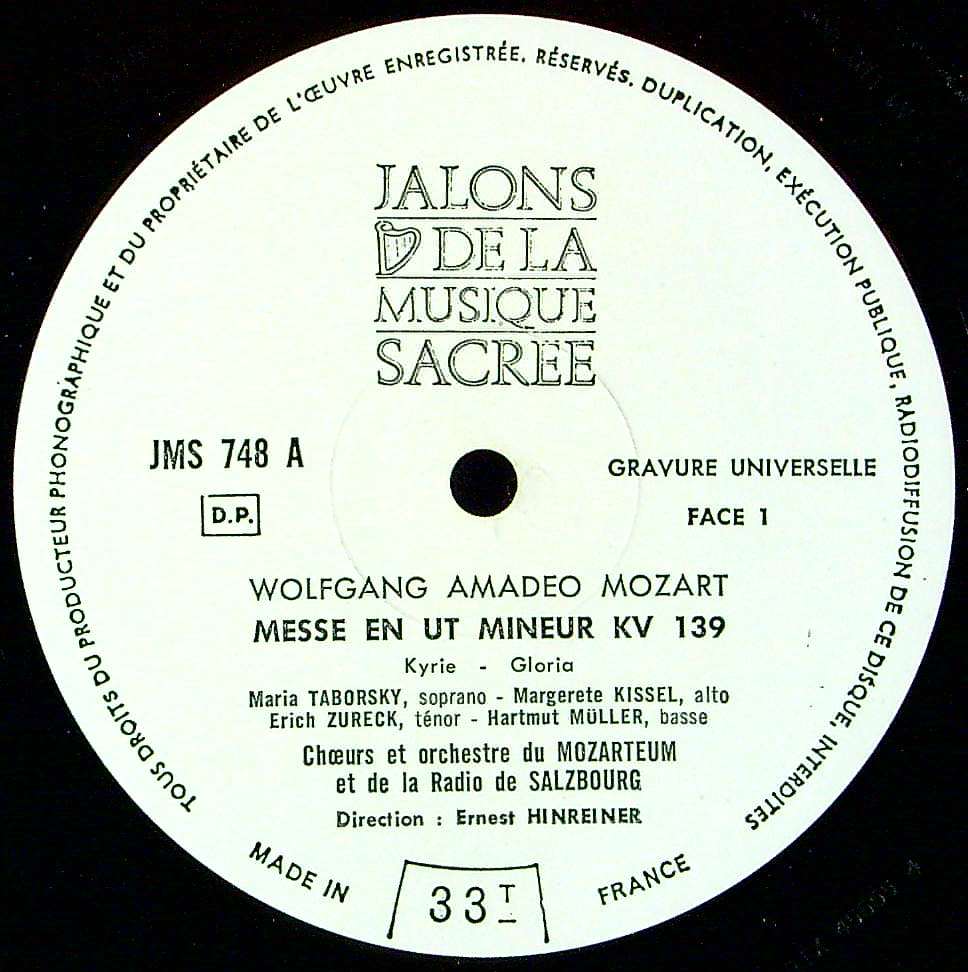 TOUS DROITS DU PRODUCTEUR PHONOGRAPHIQUE ET DU PROPRIÉTAIRE DE L'ŒUVRE ENREGISTRÉE. RÉSERVÉS. DUPLICATION, EXÉCUTION PUBLIQUE, RADIODIFFUSION DE CE DISQUE, INTERDITES
JALONS
DE LA
MUSIQUE
SACREE
JMS 748 A
D.P.
GRAVURE UNIVERSELLE
FACE 1
WOLFGANG AMADEO MOZART
MESSE EN UT MINEUR KV 139
Kyrie - Gloria
Maria TABORSKY, soprano - Margerete KISSEL, alto
Erich ZURECK, ténor - Hartmut MÜLLER, basse
Chœurs et orchestre du MOZARTEUM
et de la Radio de SALZBOURG
Direction : Ernest HINREINER
MADE IN FRANCE
33T